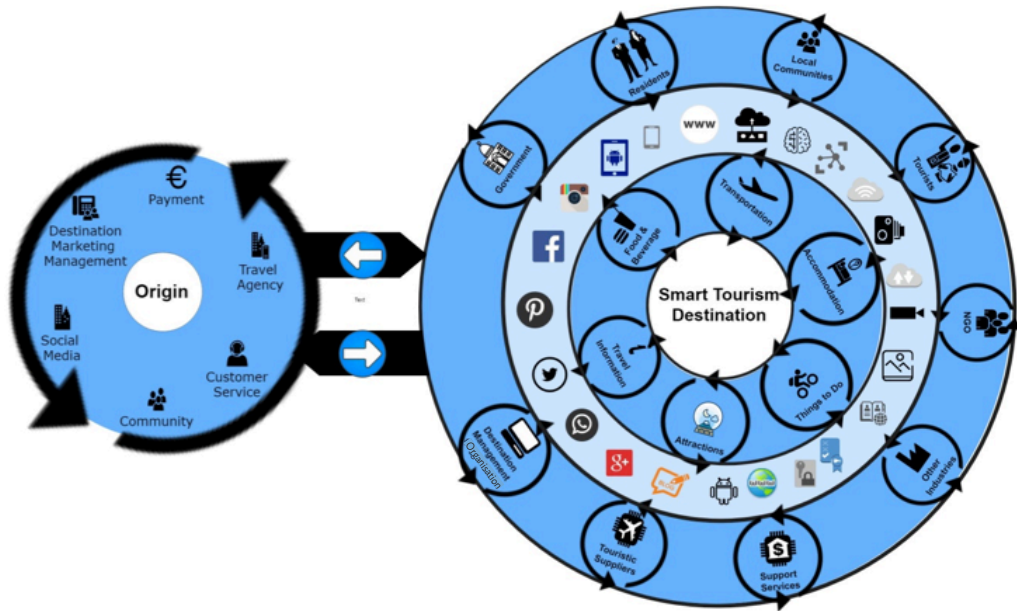 Payment
Destination
Marketing
Management
Origin
Travel
Agency
Social
Media
Customer
Service
Community
Text
Residents
Local
Communities
Government
Tourists
NGO
Other
Industries
Support
Services
Touristic
Suppliers
Destination
Management
(Organisation
www
BLOG
g+
Transportation
Food &
Beverage
Accommodation
Smart Tourism
Destination
Travel
Information
Things to Do
Attractions